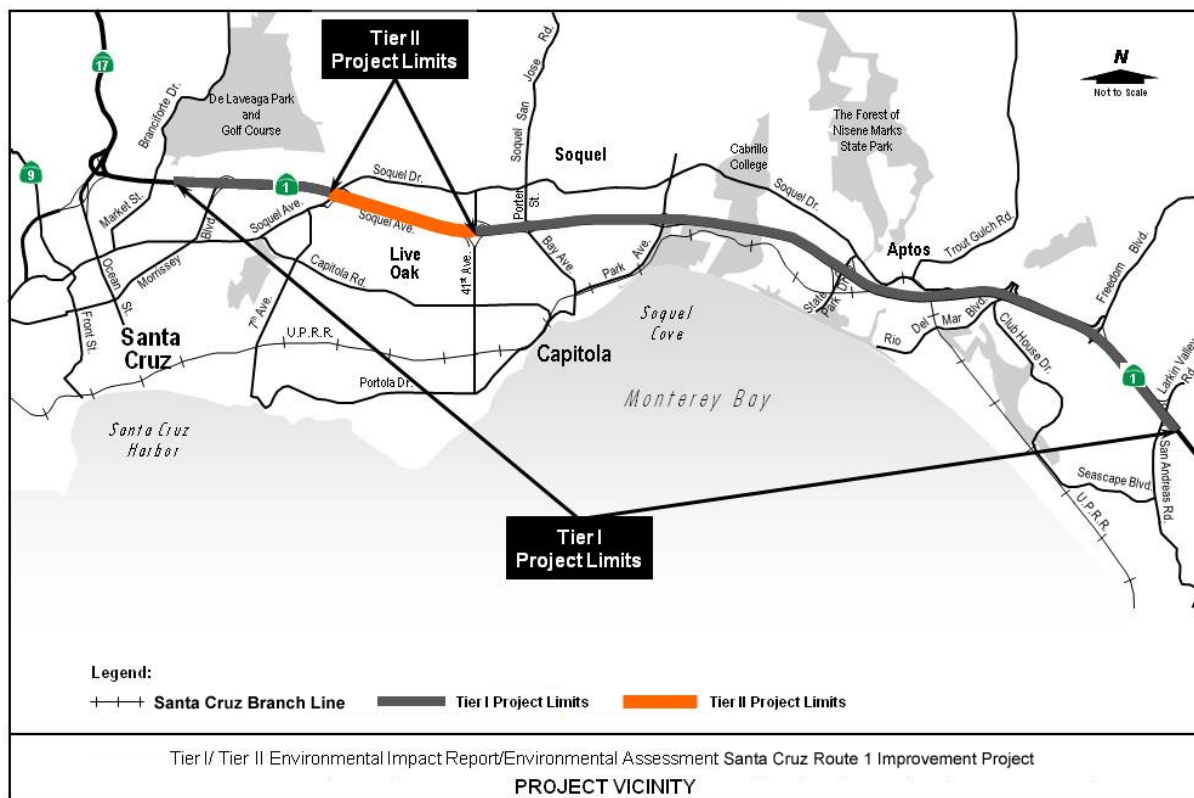 Tier II
Project Limits
17
Branciforte Dr.
De Laveaga Park
and
Golf Course
Soquel San Jose Rd.
N
Not to Scale
The Forest of
Nisene Marks
State Park
Cabrillo
College
9
1
Soquel Dr.
Soquel
Porter
St.
Soquel Dr.
Market St.
Soquel Ave.
Soquel Ave.
Trout Gulch Rd.
Aptos
Morrissey Blvd.
Live
Oak
41st Ave.
Bay Ave.
Park Ave.
State
Park Dr.
Freedom Blvd.
Ocean St.
Capitola Rd.
Front St.
7th Ave.
Rio Del Mar Blvd.
Club House Dr.
Santa
Cruz
U.P.R.R.
Capitola
Soquel
Cove
1
Larkin Valley
Rd.
Portola Dr.
Monterey Bay
Santa Cruz
Harbor
San Andreas Rd.
Seascape Blvd.
U.P.R.R.
Tier I
Project Limits
Legend:
Santa Cruz Branch Line
Tier I Project Limits
Tier II Project Limits
Tier I/ Tier II Environmental Impact Report/Environmental Assessment Santa Cruz Route 1 Improvement Project
PROJECT VICINITY